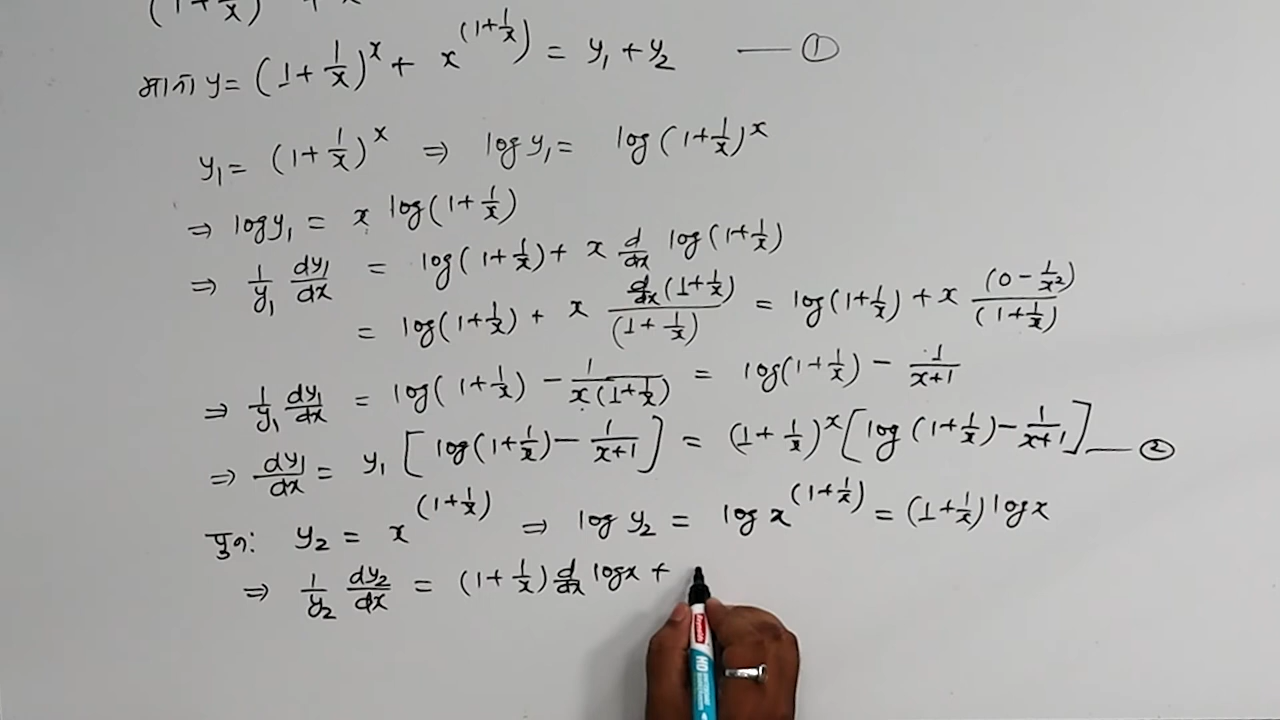 (1+1/x) + x
माना y = (1 + 1/x)^x + x^(1+1/x) = y₁ + y₂ —— ①
y₁ = (1+1/x)^x ⇒ log y₁ = log (1+1/x)^x
⇒ log y₁ = x log(1+1/x)
⇒ 1/y₁ dy₁/dx = log(1+1/x) + x d/dx log(1+1/x)
= log(1+1/x) + x (d/dx (1+1/x))/(1+1/x) = log(1+1/x) + x (0 - 1/x²)/(1+1/x)
⇒ 1/y₁ dy₁/dx = log(1+1/x) - 1/(x(1+1/x)) = log(1+1/x) - 1/(x+1)
⇒ dy₁/dx = y₁ [log(1+1/x) - 1/(x+1)] = (1+1/x)^x [log(1+1/x) - 1/(x+1)] —— ②
पुनः y₂ = x^(1+1/x) ⇒ log y₂ = log x^(1+1/x) = (1+1/x) log x
⇒ 1/y₂ dy₂/dx = (1+1/x) d/dx log x +
Reynolds
HD